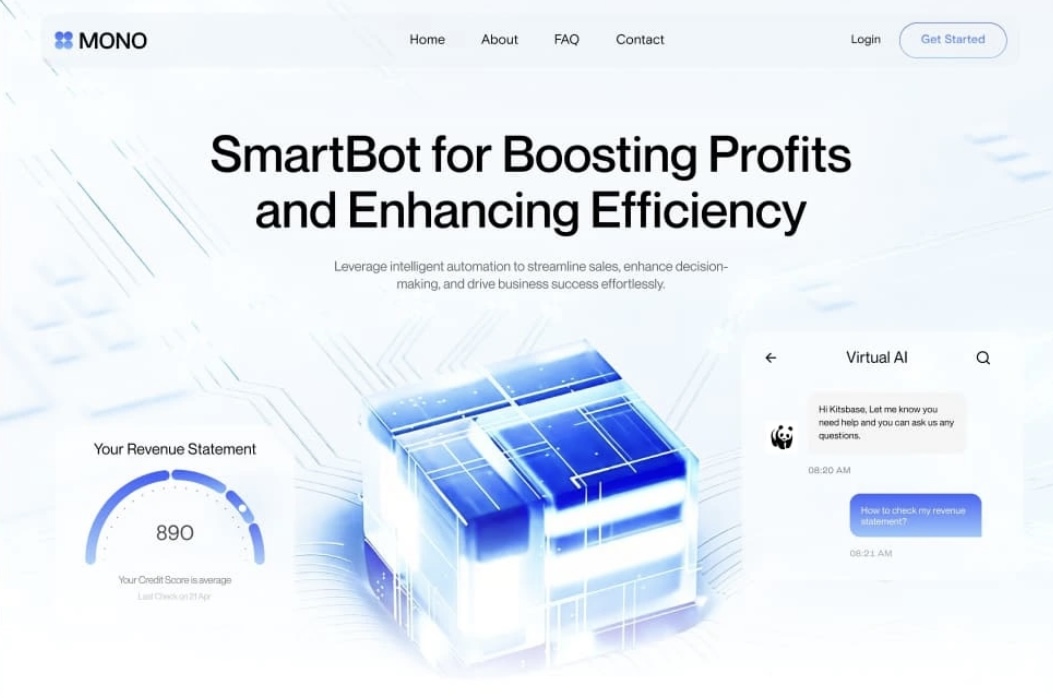 MONO
Home
About
FAQ
Contact
Login
Get Started
SmartBot for Boosting Profits
and Enhancing Efficiency
Leverage intelligent automation to streamline sales, enhance decision-
making, and drive business success effortlessly.
Your Revenue Statement
890
Your Credit Score is average
Last Check on 21 Apr
Virtual AI
Hi Kitsbase, Let me know you
need help and you can ask us any
questions.
08:20 AM
How to check my revenue
statement?
08:21 AM